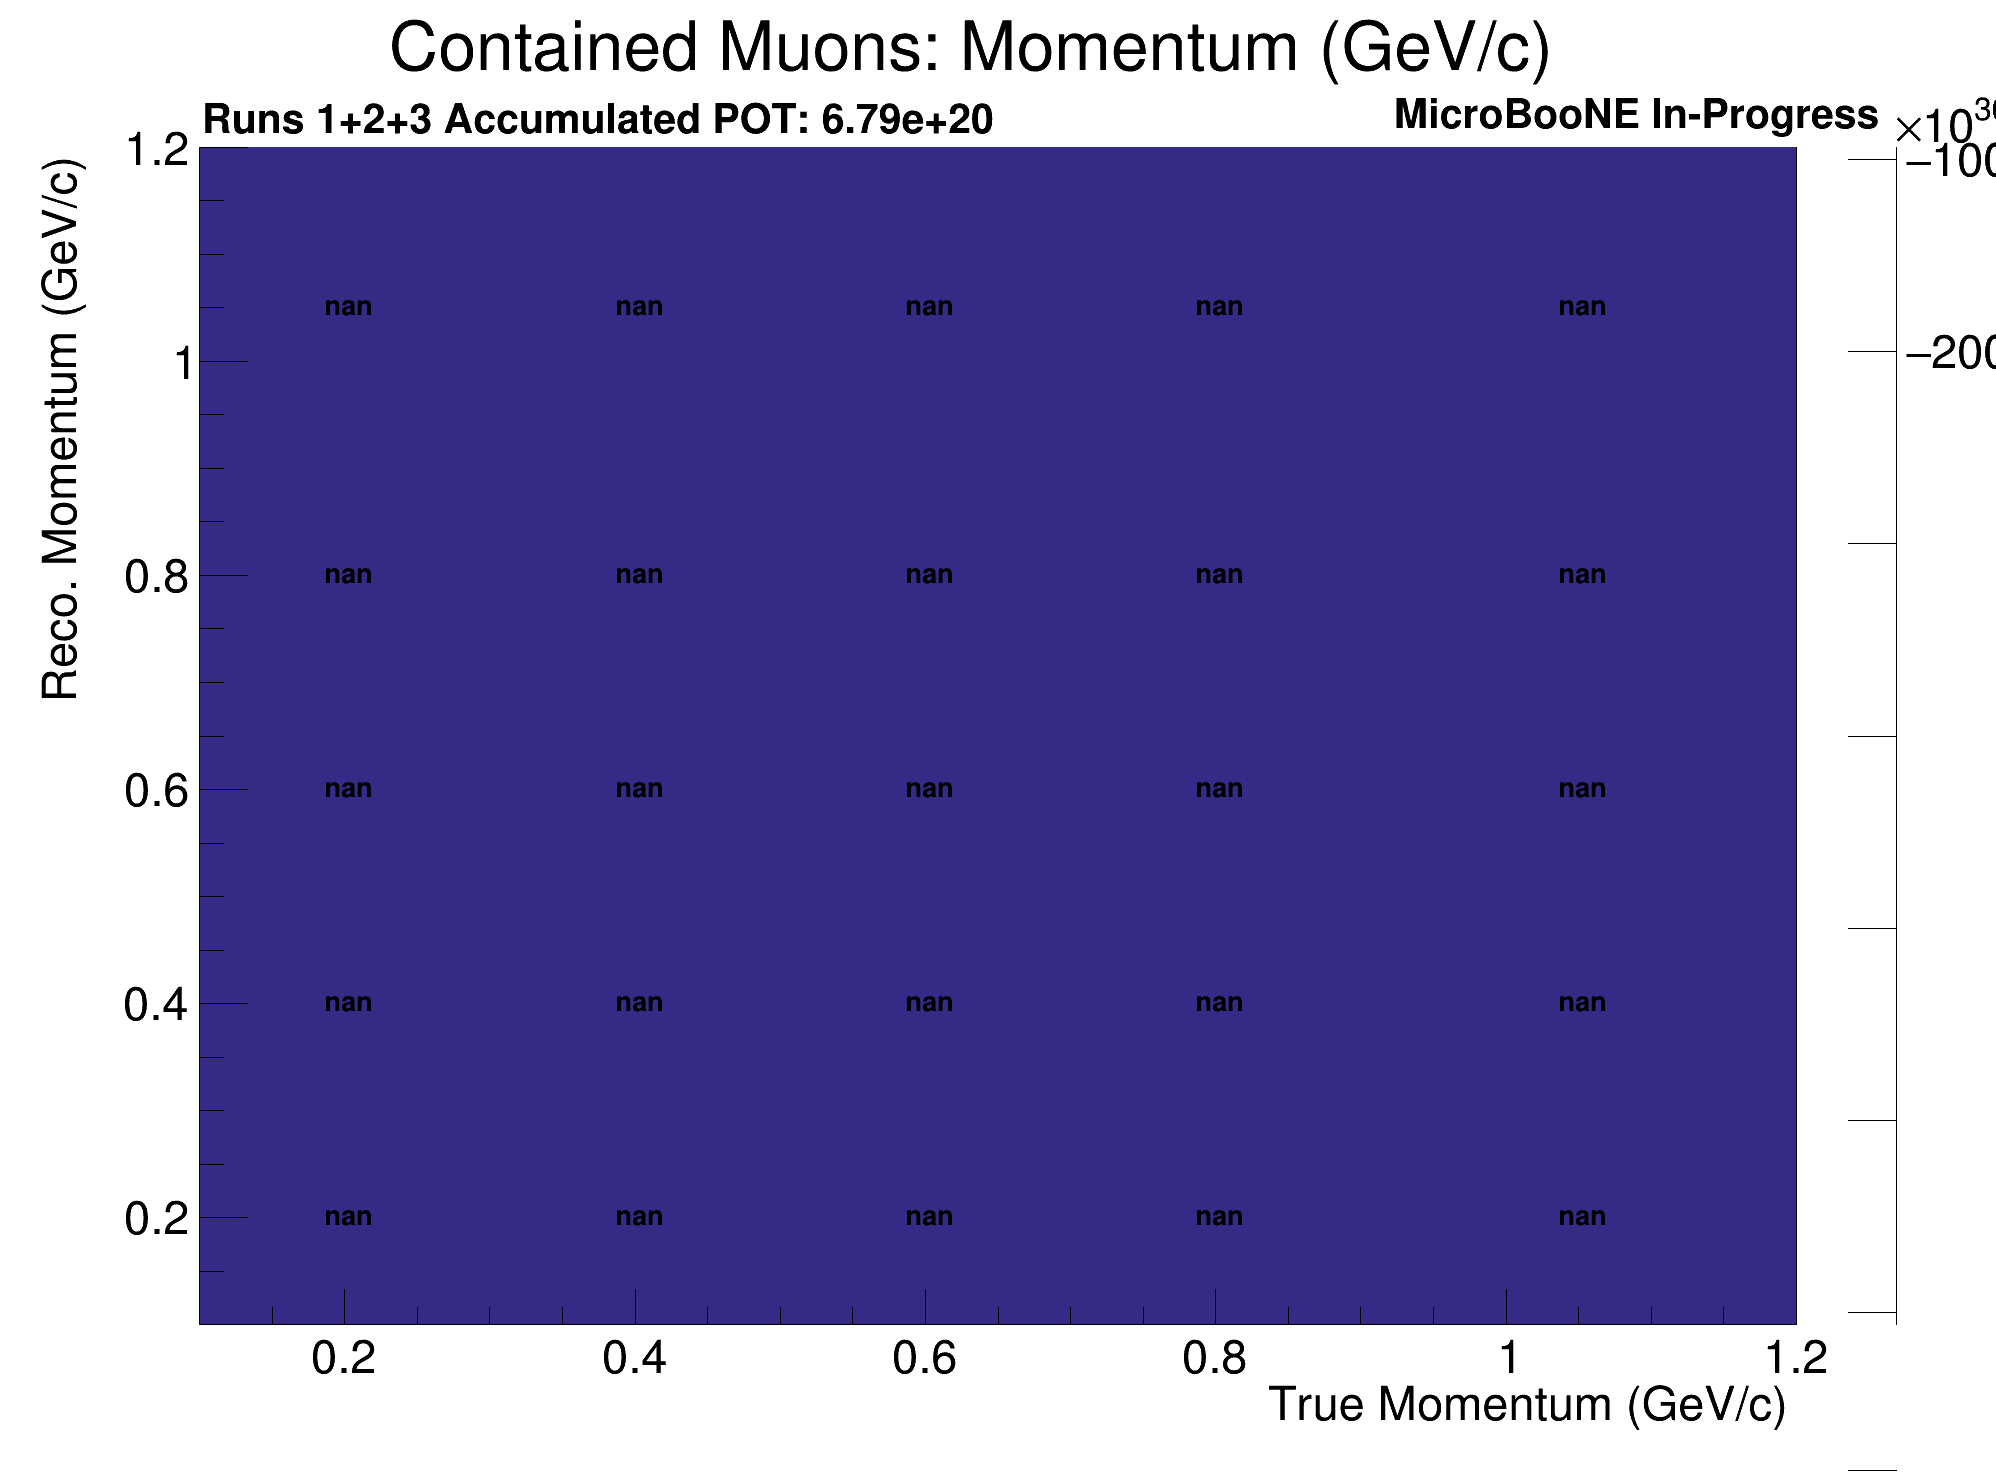 Contained Muons: Momentum (GeV/c)
Runs 1+2+3 Accumulated POT: 6.79e+20
MicroBooNE In-Progress
Reco. Momentum (GeV/c)
1.2
1
0.8
0.6
0.4
0.2
nan nan nan nan nan
nan nan nan nan nan
nan nan nan nan nan
nan nan nan nan nan
nan nan nan nan nan
0.2 0.4 0.6 0.8 1 1.2
True Momentum (GeV/c)
−100
−200